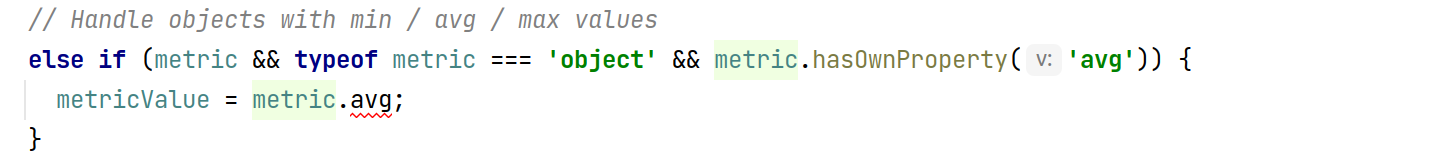 // Handle objects with min / avg / max values
else if (metric && typeof metric === 'object' && metric.hasOwnProperty( v: 'avg')) {
  metricValue = metric.avg;
}